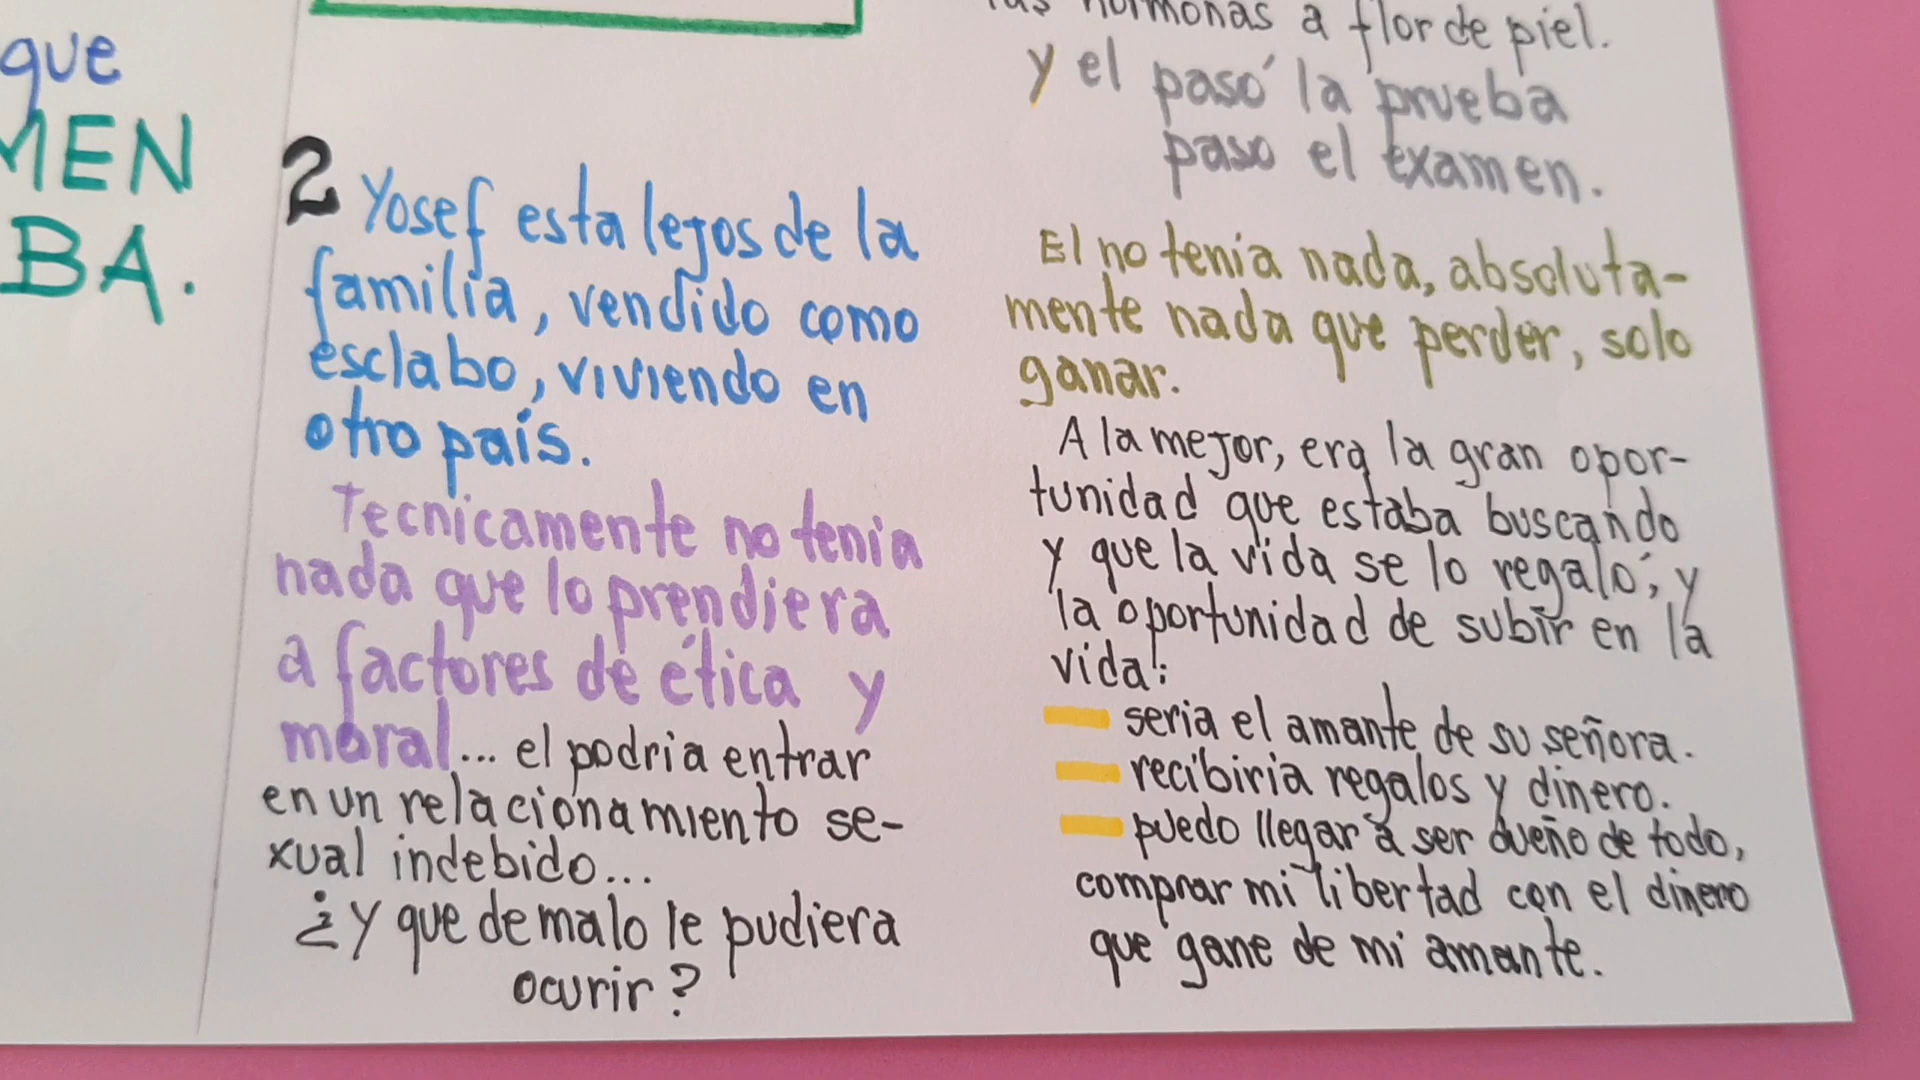 que
MEN
BA.
2 Yosef esta lejos de la
familia, vendido como
esclabo, viviendo en
otro país.
Tecnicamente no tenia
nada que lo prendiera
a factores de ética y
moral... el podria entrar
en un relacionamiento se-
xual indebido...
¿y que de malo le pudiera
ocurir?
hormonas a flor de piel.
y el pasó la prueba
paso el examen.
El no tenia nada, absoluta-
mente nada que perder, solo
ganar.
A la mejor, era la gran opor-
tunidad que estaba buscando
y que la vida se lo regaló, y
la oportunidad de subir en la
vida!:
seria el amante de su señora.
recibiria regalos y dinero.
puedo llegar a ser dueño de todo,
comprar mi libertad con el dinero
que gane de mi amante.